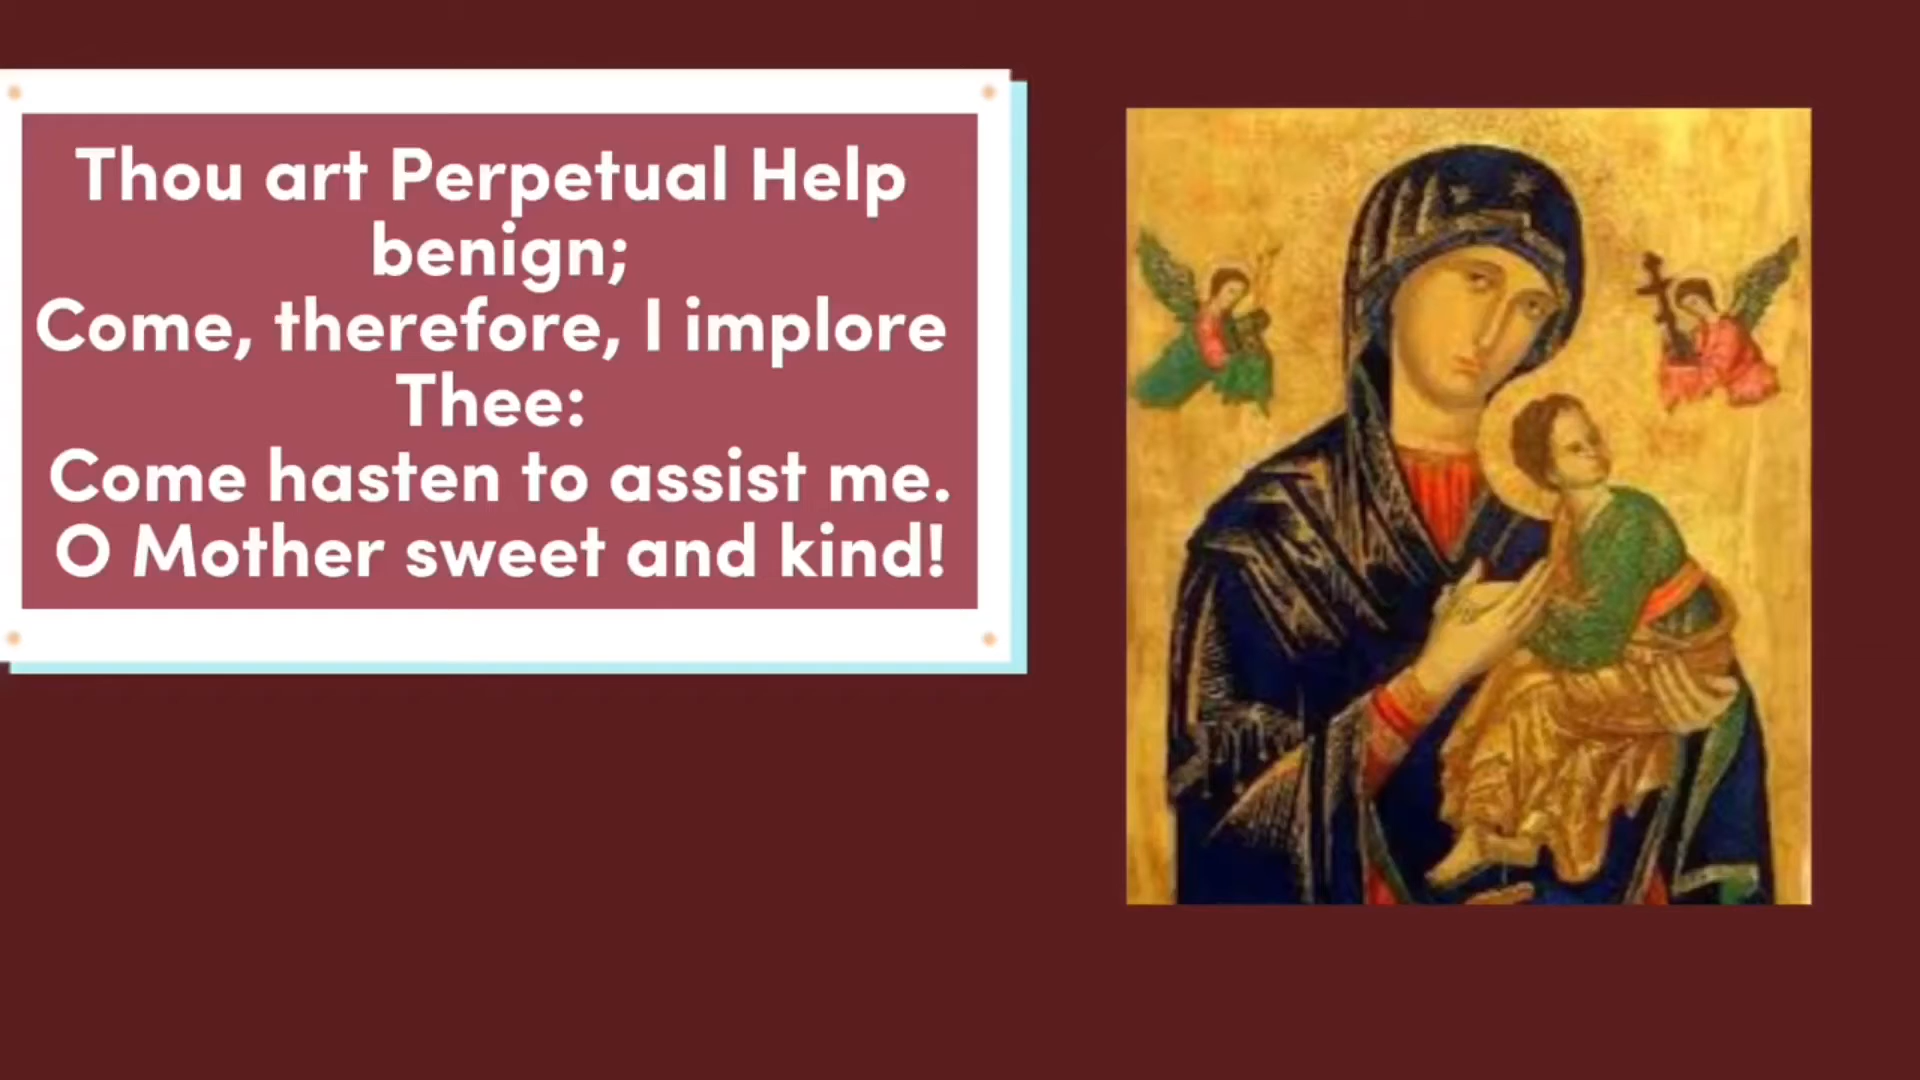 Thou art Perpetual Help
benign;
Come, therefore, I implore
Thee:
Come hasten to assist me.
O Mother sweet and kind!